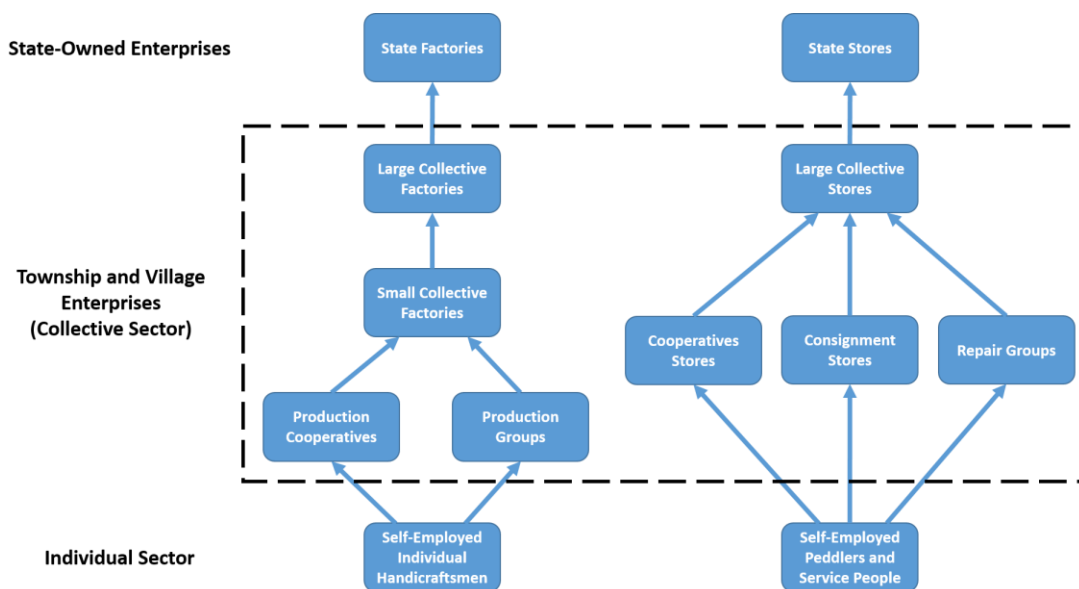 State-Owned Enterprises
State Factories
State Stores
Large Collective
Factories
Large Collective
Stores
Township and Village
Enterprises
(Collective Sector)
Small Collective
Factories
Cooperatives
Stores
Consignment
Stores
Repair Groups
Production
Cooperatives
Production
Groups
Individual Sector
Self-Employed
Individual
Handicraftsmen
Self-Employed
Peddlers and
Service People